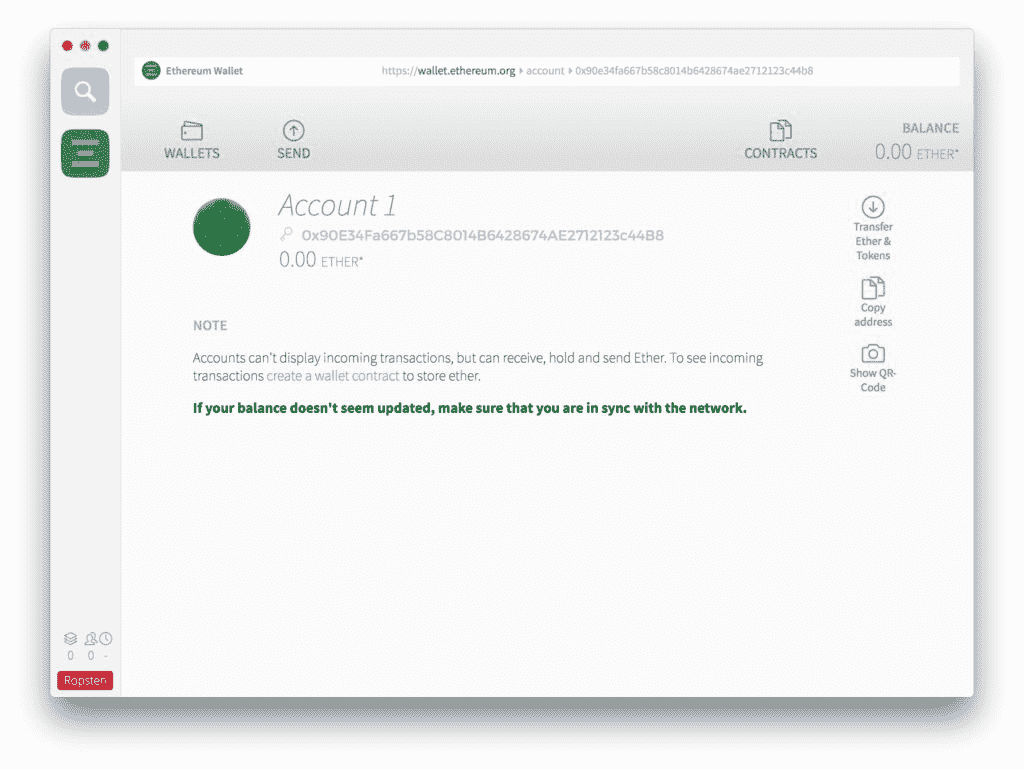 Ethereum Wallet
https://wallet.ethereum.org account 0x90e34fa667b58c8014b6428674ae2712123c44b8
WALLETS
SEND
CONTRACTS
BALANCE
0.00 ETHER*
Account 1
0x90E34Fa667b58C8014B6428674AE2712123c44B8
0.00 ETHER*
Transfer
Ether &
Tokens
Copy
address
Show QR-
Code
NOTE
Accounts can't display incoming transactions, but can receive, hold and send Ether. To see incoming
transactions create a wallet contract to store ether.
If your balance doesn't seem updated, make sure that you are in sync with the network.
0 0 -
Ropsten